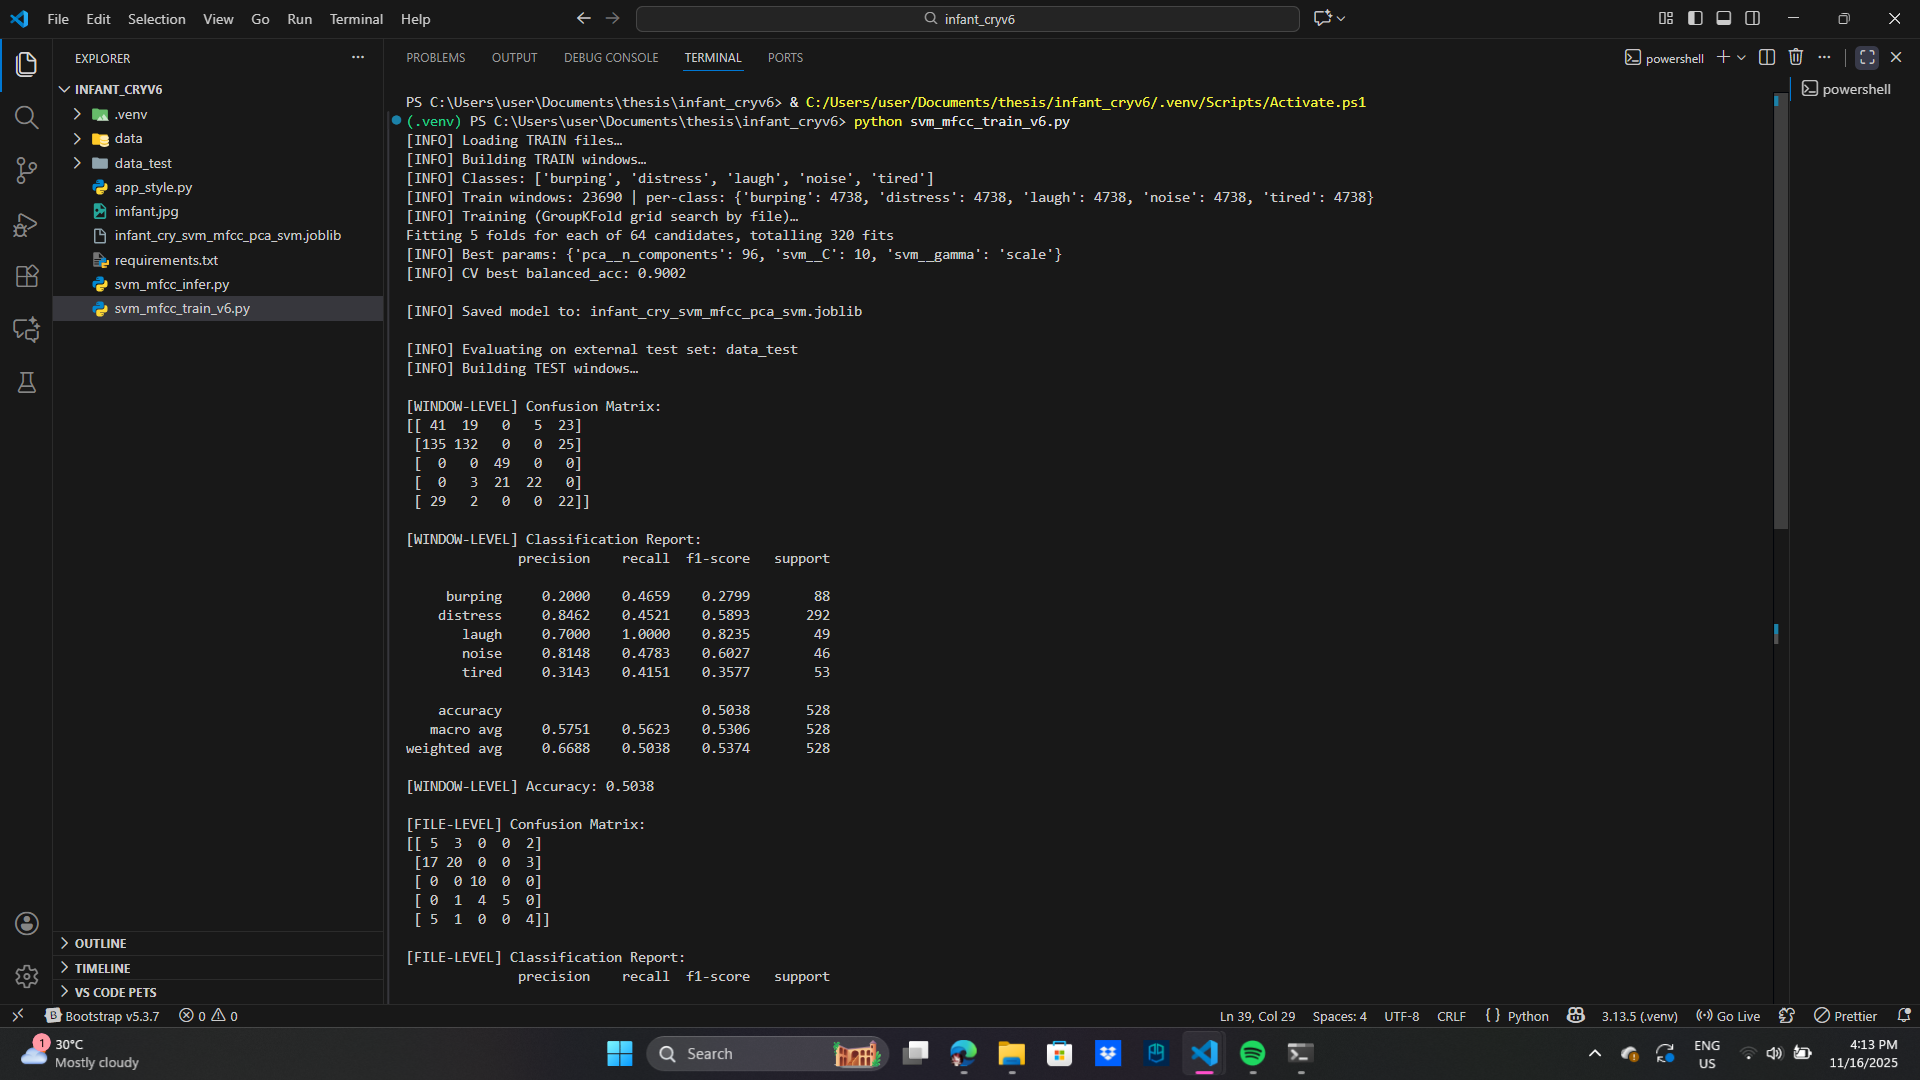 File Edit Selection View Go Run Terminal Help
infant_cryv6
EXPLORER
INFANT_CRYV6
.venv
data
data_test
app_style.py
imfant.jpg
infant_cry_svm_mfcc_pca_svm.joblib
requirements.txt
svm_mfcc_infer.py
svm_mfcc_train_v6.py
OUTLINE
TIMELINE
VS CODE PETS
PROBLEMS OUTPUT DEBUG CONSOLE TERMINAL PORTS
powershell
powershell
PS C:\Users\user\Documents\thesis\infant_cryv6> & C:/Users/user/Documents/thesis/infant_cryv6/.venv/Scripts/Activate.ps1
(.venv) PS C:\Users\user\Documents\thesis\infant_cryv6> python svm_mfcc_train_v6.py
[INFO] Loading TRAIN files…
[INFO] Building TRAIN windows…
[INFO] Classes: ['burping', 'distress', 'laugh', 'noise', 'tired']
[INFO] Train windows: 23690 | per-class: {'burping': 4738, 'distress': 4738, 'laugh': 4738, 'noise': 4738, 'tired': 4738}
[INFO] Training (GroupKFold grid search by file)…
Fitting 5 folds for each of 64 candidates, totalling 320 fits
[INFO] Best params: {'pca__n_components': 96, 'svm__C': 10, 'svm__gamma': 'scale'}
[INFO] CV best balanced_acc: 0.9002
[INFO] Saved model to: infant_cry_svm_mfcc_pca_svm.joblib
[INFO] Evaluating on external test set: data_test
[INFO] Building TEST windows…
[WINDOW-LEVEL] Confusion Matrix:
[[ 41 19 0 5 23]
[135 132 0 0 25]
[ 0 0 49 0 0]
[ 0 3 21 22 0]
[ 29 2 0 0 22]]
[WINDOW-LEVEL] Classification Report:
precision recall f1-score support
burping 0.2000 0.4659 0.2799 88
distress 0.8462 0.4521 0.5893 292
laugh 0.7000 1.0000 0.8235 49
noise 0.8148 0.4783 0.6027 46
tired 0.3143 0.4151 0.3577 53
accuracy 0.5038 528
macro avg 0.5751 0.5623 0.5306 528
weighted avg 0.6688 0.5038 0.5374 528
[WINDOW-LEVEL] Accuracy: 0.5038
[FILE-LEVEL] Confusion Matrix:
[[ 5 3 0 0 2]
[17 20 0 0 3]
[ 0 0 10 0 0]
[ 0 1 4 5 0]
[ 5 1 0 0 4]]
[FILE-LEVEL] Classification Report:
precision recall f1-score support
B Bootstrap v5.3.7 0 0
Ln 39, Col 29 Spaces: 4 UTF-8 CRLF { } Python 3.13.5 (.venv) Go Live Prettier
1
30°C
Mostly cloudy
Search
ENG
US
4:13 PM
11/16/2025